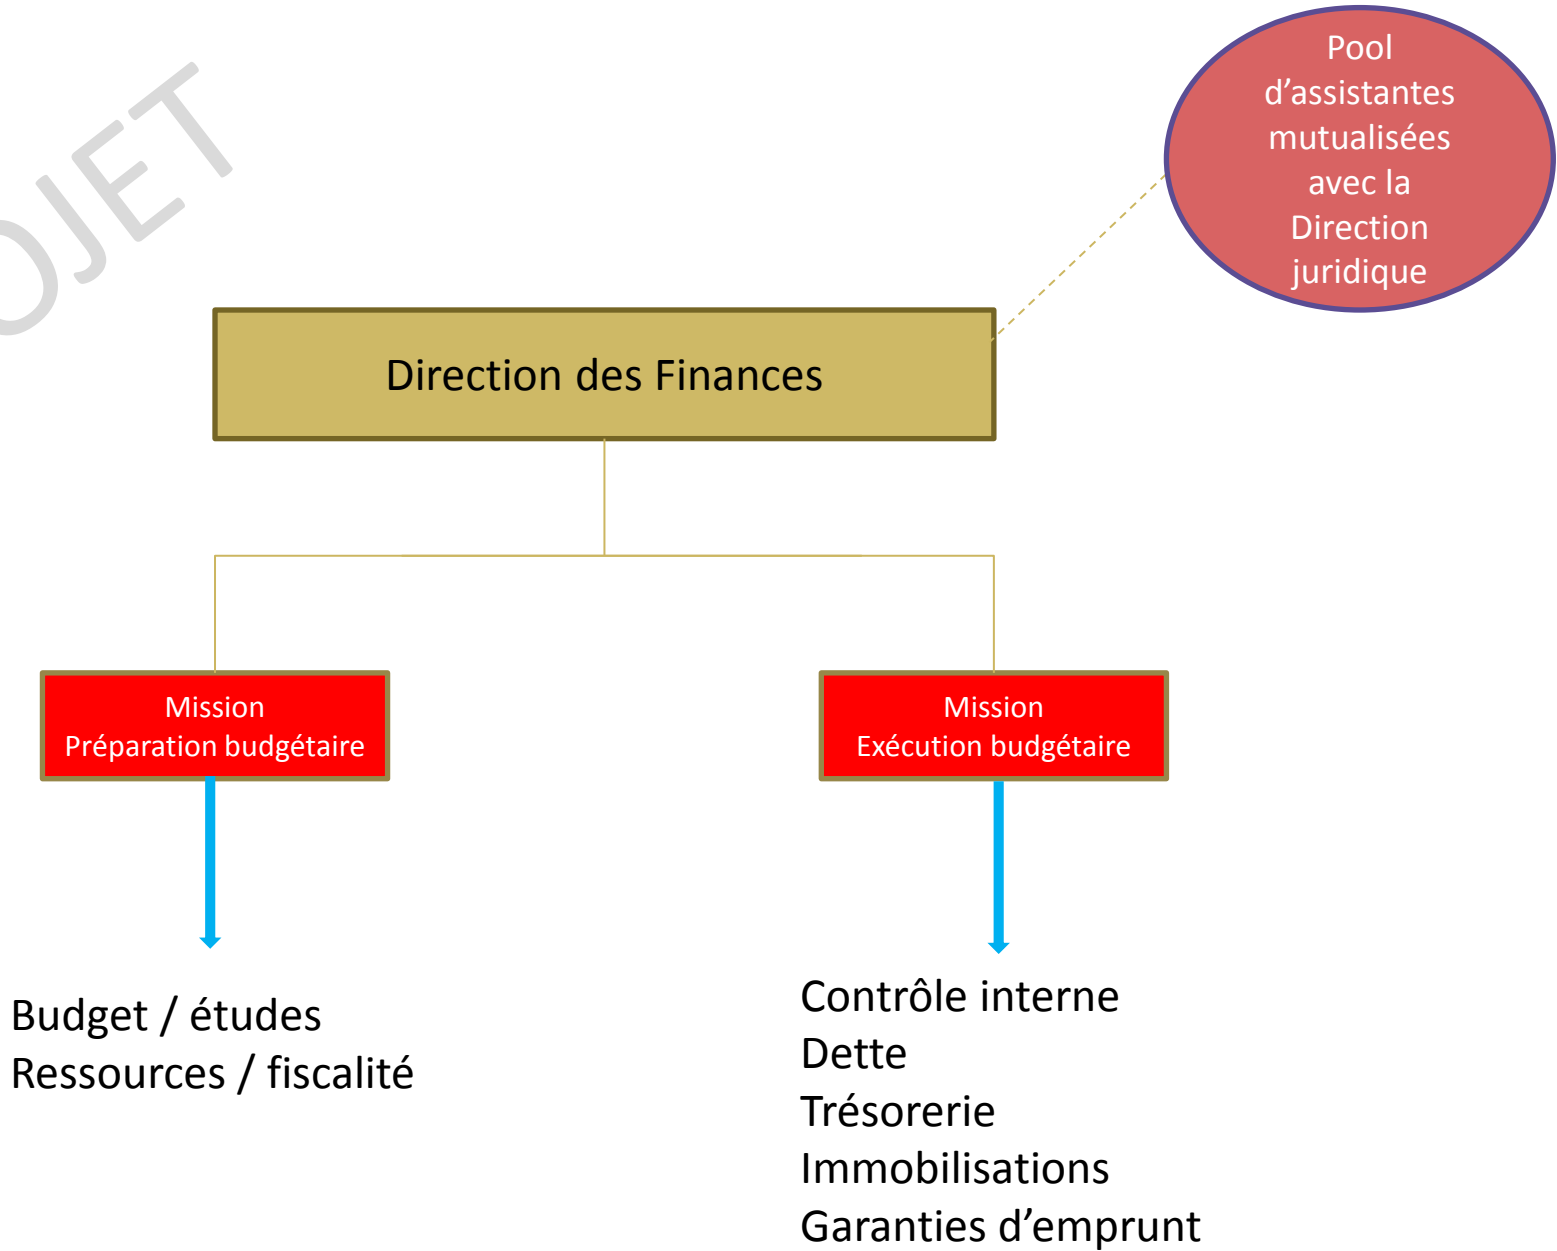 Pool
d’assistantes
mutualisées
avec la
Direction
juridique
OJET
Direction des Finances
Mission
Préparation budgétaire
Mission
Exécution budgétaire
Budget / études
Ressources / fiscalité
Contrôle interne
Dette
Trésorerie
Immobilisations
Garanties d’emprunt